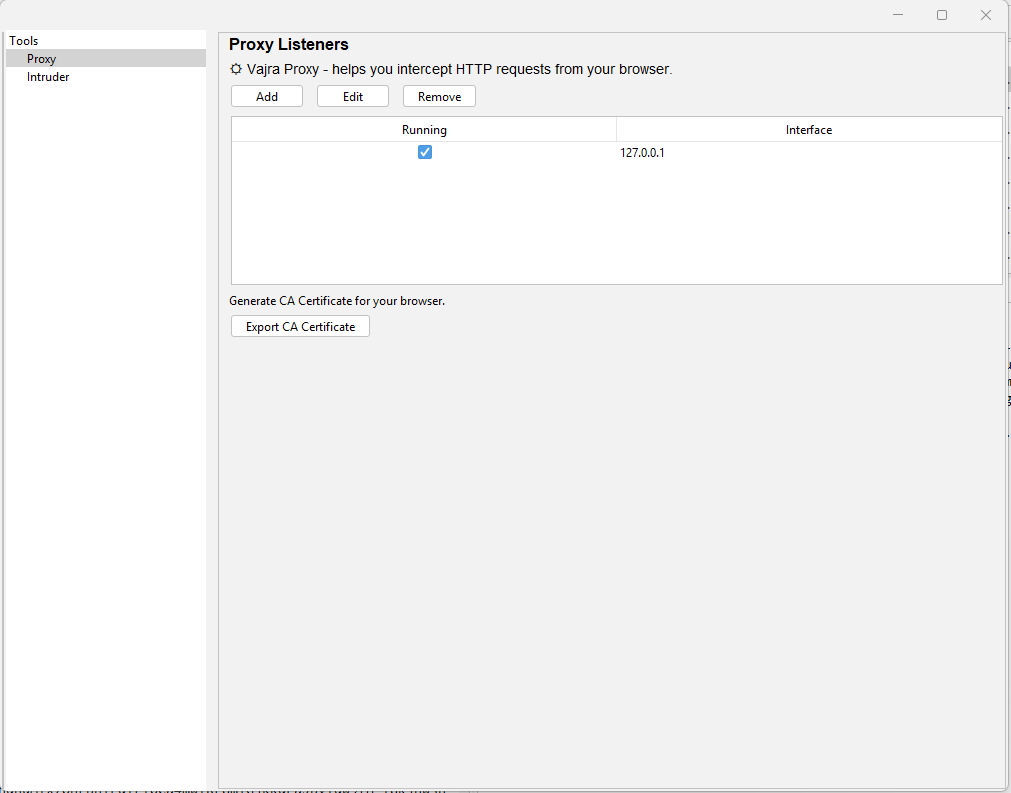 Tools
Proxy
Intruder
Proxy Listeners
Vajra Proxy - helps you intercept HTTP requests from your browser.
Add Edit Remove
Running Interface
127.0.0.1
Generate CA Certificate for your browser.
Export CA Certificate